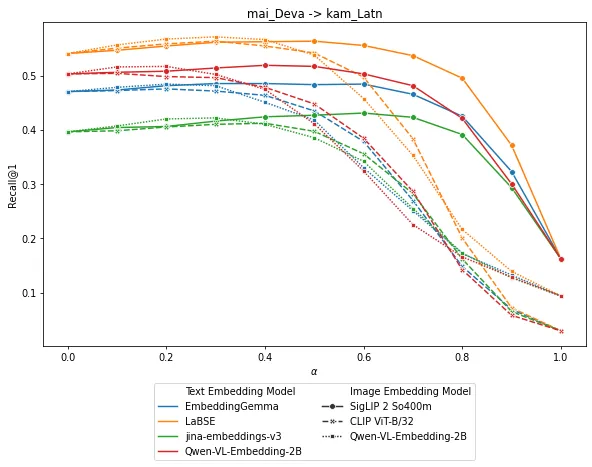 mai_Deva -> kam_Latn
Recall@1
0.5
0.4
0.3
0.2
0.1
0.0 0.2 0.4 0.6 0.8 1.0
α
Text Embedding Model Image Embedding Model
EmbeddingGemma SigLIP 2 So400m
LaBSE CLIP ViT-B/32
jina-embeddings-v3 Qwen-VL-Embedding-2B
Qwen-VL-Embedding-2B